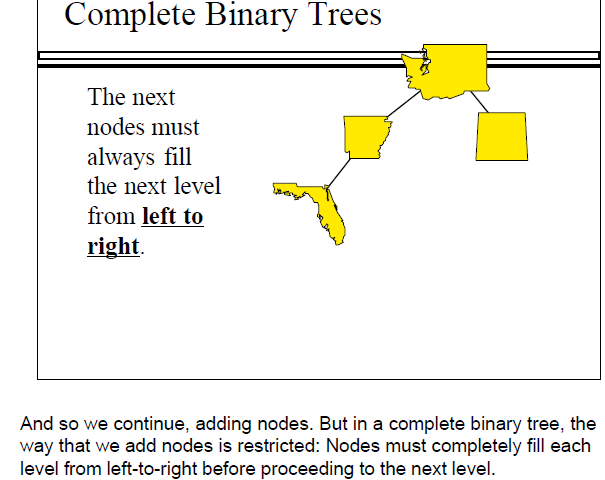 Complete Binary Trees
The next
nodes must
always fill
the next level
from left to
right.
And so we continue, adding nodes. But in a complete binary tree, the
way that we add nodes is restricted: Nodes must completely fill each
level from left-to-right before proceeding to the next level.